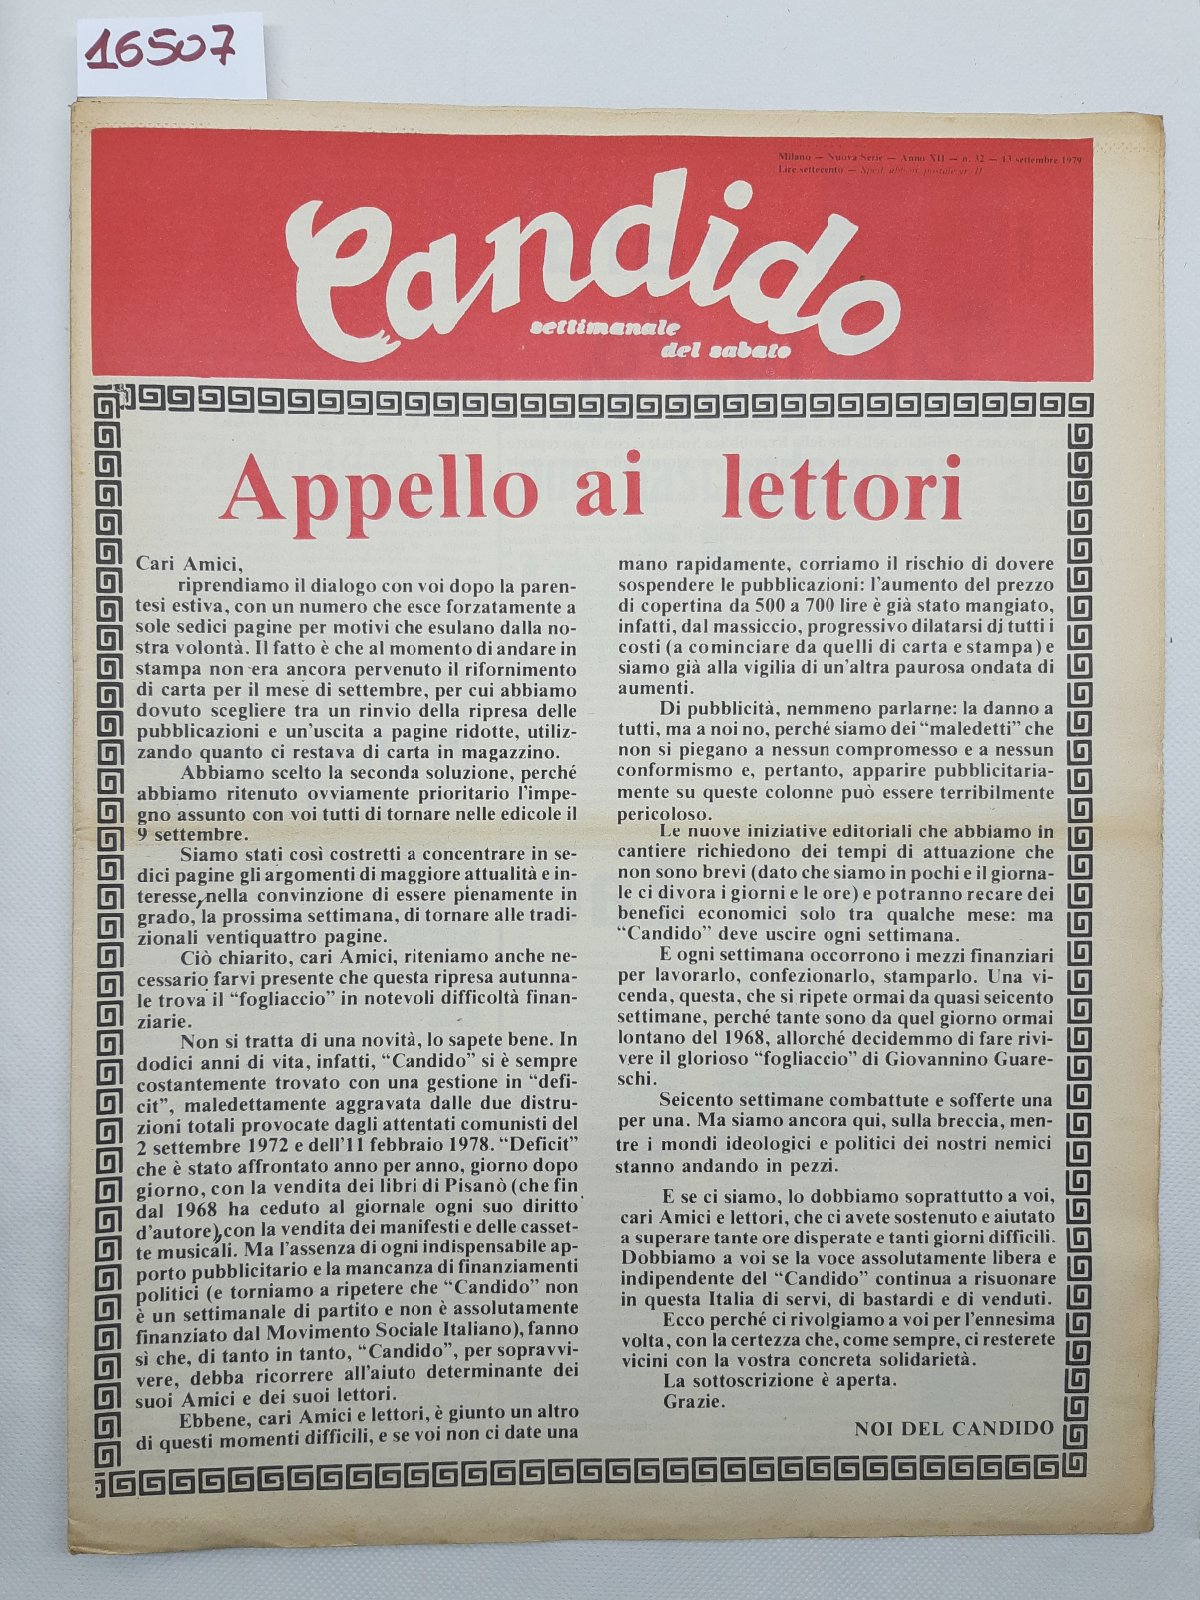 16507
Milano — Nuova Serie — Anno XII — n. 32 — 13 settembre 1979
Lire settecento — Sped. abbon. postale gr. II
Candido
settimanale
del sabato
Appello ai lettori
Cari Amici,
riprendiamo il dialogo con voi dopo la paren-
tesi estiva, con un numero che esce forzatamente a
sole sedici pagine per motivi che esulano dalla no-
stra volontà. Il fatto è che al momento di andare in
stampa non era ancora pervenuto il rifornimento
di carta per il mese di settembre, per cui abbiamo
dovuto scegliere tra un rinvio della ripresa delle
pubblicazioni e un'uscita a pagine ridotte, utiliz-
zando quanto ci restava di carta in magazzino.
Abbiamo scelto la seconda soluzione, perché
abbiamo ritenuto ovviamente prioritario l'impe-
gno assunto con voi tutti di tornare nelle edicole il
9 settembre.
Siamo stati così costretti a concentrare in se-
dici pagine gli argomenti di maggiore attualità e in-
teresse, nella convinzione di essere pienamente in
grado, la prossima settimana, di tornare alle tradi-
zionali ventiquattro pagine.
Ciò chiarito, cari Amici, riteniamo anche ne-
cessario farvi presente che questa ripresa autunna-
le trova il "fogliaccio" in notevoli difficoltà finan-
ziarie.
Non si tratta di una novità, lo sapete bene. In
dodici anni di vita, infatti, "Candido" si è sempre
costantemente trovato con una gestione in "defi-
cit", maledettamente aggravata dalle due distru-
zioni totali provocate dagli attentati comunisti del
2 settembre 1972 e dell'11 febbraio 1978. "Deficit"
che è stato affrontato anno per anno, giorno dopo
giorno, con la vendita dei libri di Pisanò (che fin
dal 1968 ha ceduto al giornale ogni suo diritto
d'autore), con la vendita dei manifesti e delle casset-
te musicali. Ma l'assenza di ogni indispensabile ap-
porto pubblicitario e la mancanza di finanziamenti
politici (e torniamo a ripetere che "Candido" non
è un settimanale di partito e non è assolutamente
finanziato dal Movimento Sociale Italiano), fanno
sì che, di tanto in tanto, "Candido", per sopravvi-
vere, debba ricorrere all'aiuto determinante dei
suoi Amici e dei suoi lettori.
Ebbene, cari Amici e lettori, è giunto un altro
di questi momenti difficili, e se voi non ci date una
mano rapidamente, corriamo il rischio di dovere
sospendere le pubblicazioni: l'aumento del prezzo
di copertina da 500 a 700 lire è già stato mangiato,
infatti, dal massiccio, progressivo dilatarsi di tutti i
costi (a cominciare da quelli di carta e stampa) e
siamo già alla vigilia di un'altra paurosa ondata di
aumenti.
Di pubblicità, nemmeno parlarne: la danno a
tutti, ma a noi no, perché siamo dei "maledetti" che
non si piegano a nessun compromesso e a nessun
conformismo e, pertanto, apparire pubblicitaria-
mente su queste colonne può essere terribilmente
pericoloso.
Le nuove iniziative editoriali che abbiamo in
cantiere richiedono dei tempi di attuazione che
non sono brevi (dato che siamo in pochi e il giorna-
le ci divora i giorni e le ore) e potranno recare dei
benefici economici solo tra qualche mese: ma
"Candido" deve uscire ogni settimana.
E ogni settimana occorrono i mezzi finanziari
per lavorarlo, confezionarlo, stamparlo. Una vi-
cenda, questa, che si ripete ormai da quasi seicento
settimane, perché tante sono da quel giorno ormai
lontano del 1968, allorché decidemmo di fare rivi-
vere il glorioso "fogliaccio" di Giovannino Guare-
schi.
Seicento settimane combattute e sofferte una
per una. Ma siamo ancora qui, sulla breccia, men-
tre i mondi ideologici e politici dei nostri nemici
stanno andando in pezzi.
E se ci siamo, lo dobbiamo soprattutto a voi,
cari Amici e lettori, che ci avete sostenuto e aiutato
a superare tante ore disperate e tanti giorni difficili.
Dobbiamo a voi se la voce assolutamente libera e
indipendente del "Candido" continua a risuonare
in questa Italia di servi, di bastardi e di venduti.
Ecco perché ci rivolgiamo a voi per l'ennesima
volta, con la certezza che, come sempre, ci resterete
vicini con la vostra concreta solidarietà.
La sottoscrizione è aperta.
Grazie.
NOI DEL CANDIDO